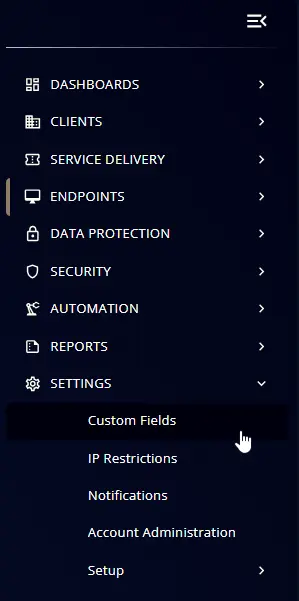 DASHBOARDS
CLIENTS
SERVICE DELIVERY
ENDPOINTS
DATA PROTECTION
SECURITY
AUTOMATION
REPORTS
SETTINGS
Custom Fields
IP Restrictions
Notifications
Account Administration
Setup